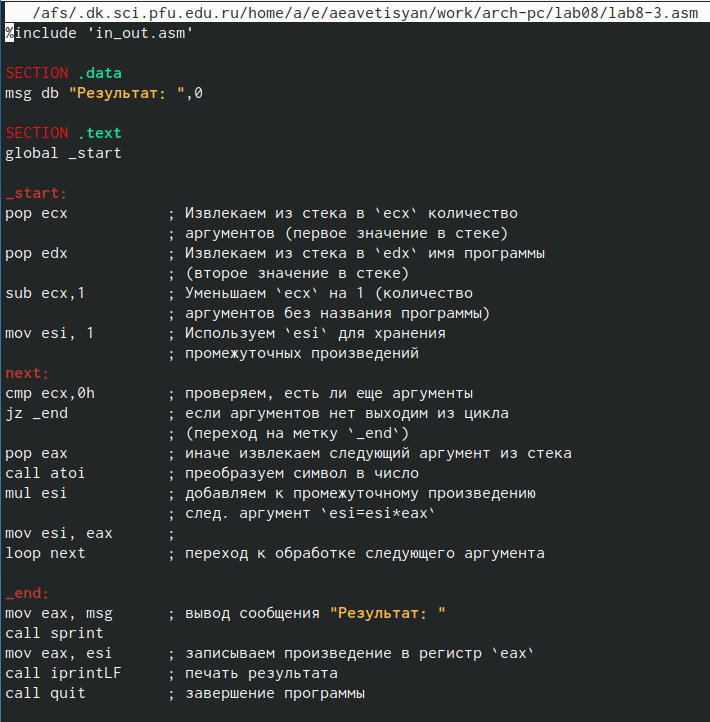 /afs/.dk.sci.pfu.edu.ru/home/a/e/aeavetisyan/work/arch-pc/lab08/lab8-3.asm
%include 'in_out.asm'
SECTION .data
msg db "Результат: ",0
SECTION .text
global _start
_start:
pop ecx ; Извлекаем из стека в `ecx` количество
; аргументов (первое значение в стеке)
pop edx ; Извлекаем из стека в `edx` имя программы
; (второе значение в стеке)
sub ecx,1 ; Уменьшаем `ecx` на 1 (количество
; аргументов без названия программы)
mov esi, 1 ; Используем `esi` для хранения
; промежуточных произведений
next:
cmp ecx,0h ; проверяем, есть ли еще аргументы
jz _end ; если аргументов нет выходим из цикла
; (переход на метку `_end`)
pop eax ; иначе извлекаем следующий аргумент из стека
call atoi ; преобразуем символ в число
mul esi ; добавляем к промежуточному произведению
; след. аргумент `esi=esi*eax`
mov esi, eax ;
loop next ; переход к обработке следующего аргумента
_end:
mov eax, msg ; вывод сообщения "Результат: "
call sprint
mov eax, esi ; записываем произведение в регистр `eax`
call iprintLF ; печать результата
call quit ; завершение программы